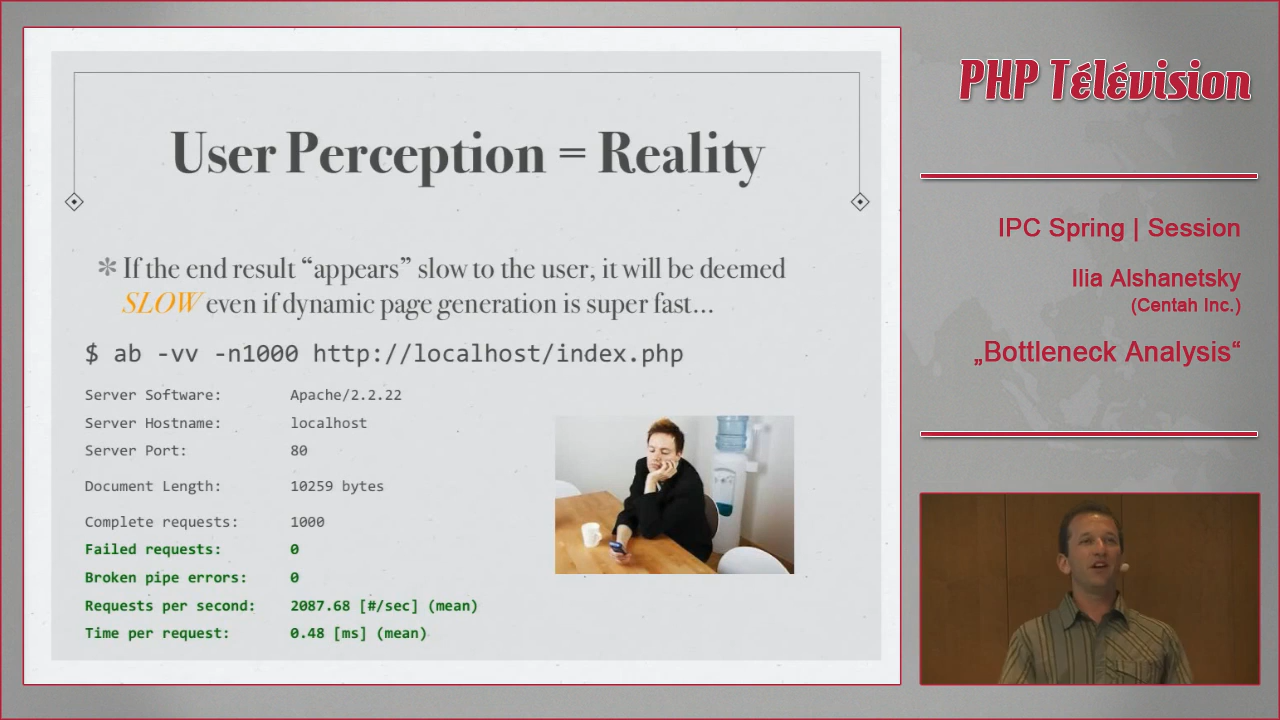 User Perception = Reality
✻ If the end result “appears” slow to the user, it will be deemed
SLOW even if dynamic page generation is super fast...
$ ab -vv -n1000 http://localhost/index.php
Server Software: Apache/2.2.22
Server Hostname: localhost
Server Port: 80
Document Length: 10259 bytes
Complete requests: 1000
Failed requests: 0
Broken pipe errors: 0
Requests per second: 2087.68 [#/sec] (mean)
Time per request: 0.48 [ms] (mean)
PHP Télévision
IPC Spring | Session
Ilia Alshanetsky
(Centah Inc.)
„Bottleneck Analysis“